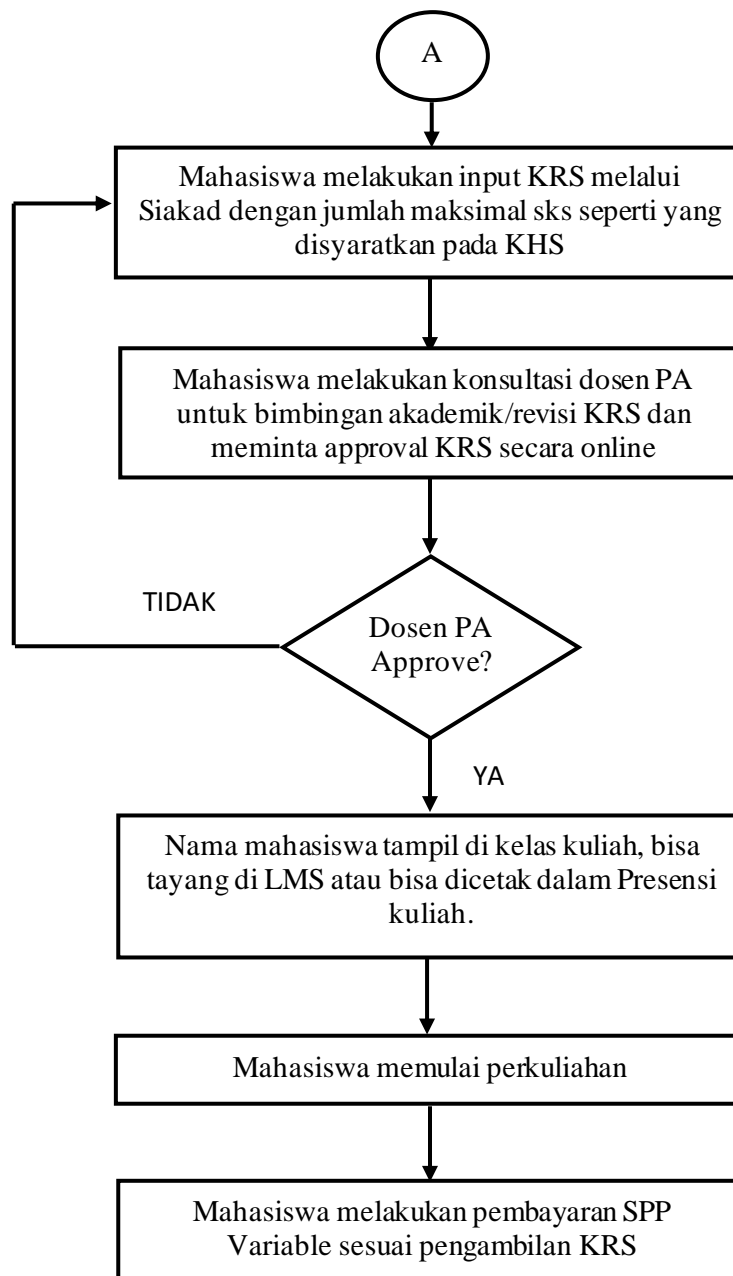 A
Mahasiswa melakukan input KRS melalui
Siakad dengan jumlah maksimal sks seperti yang
disyaratkan pada KHS
Mahasiswa melakukan konsultasi dosen PA
untuk bimbingan akademik/revisi KRS dan
meminta approval KRS secara online
TIDAK
Dosen PA
Approve?
YA
Nama mahasiswa tampil di kelas kuliah, bisa
tayang di LMS atau bisa dicetak dalam Presensi
kuliah.
Mahasiswa memulai perkuliahan
Mahasiswa melakukan pembayaran SPP
Variable sesuai pengambilan KRS